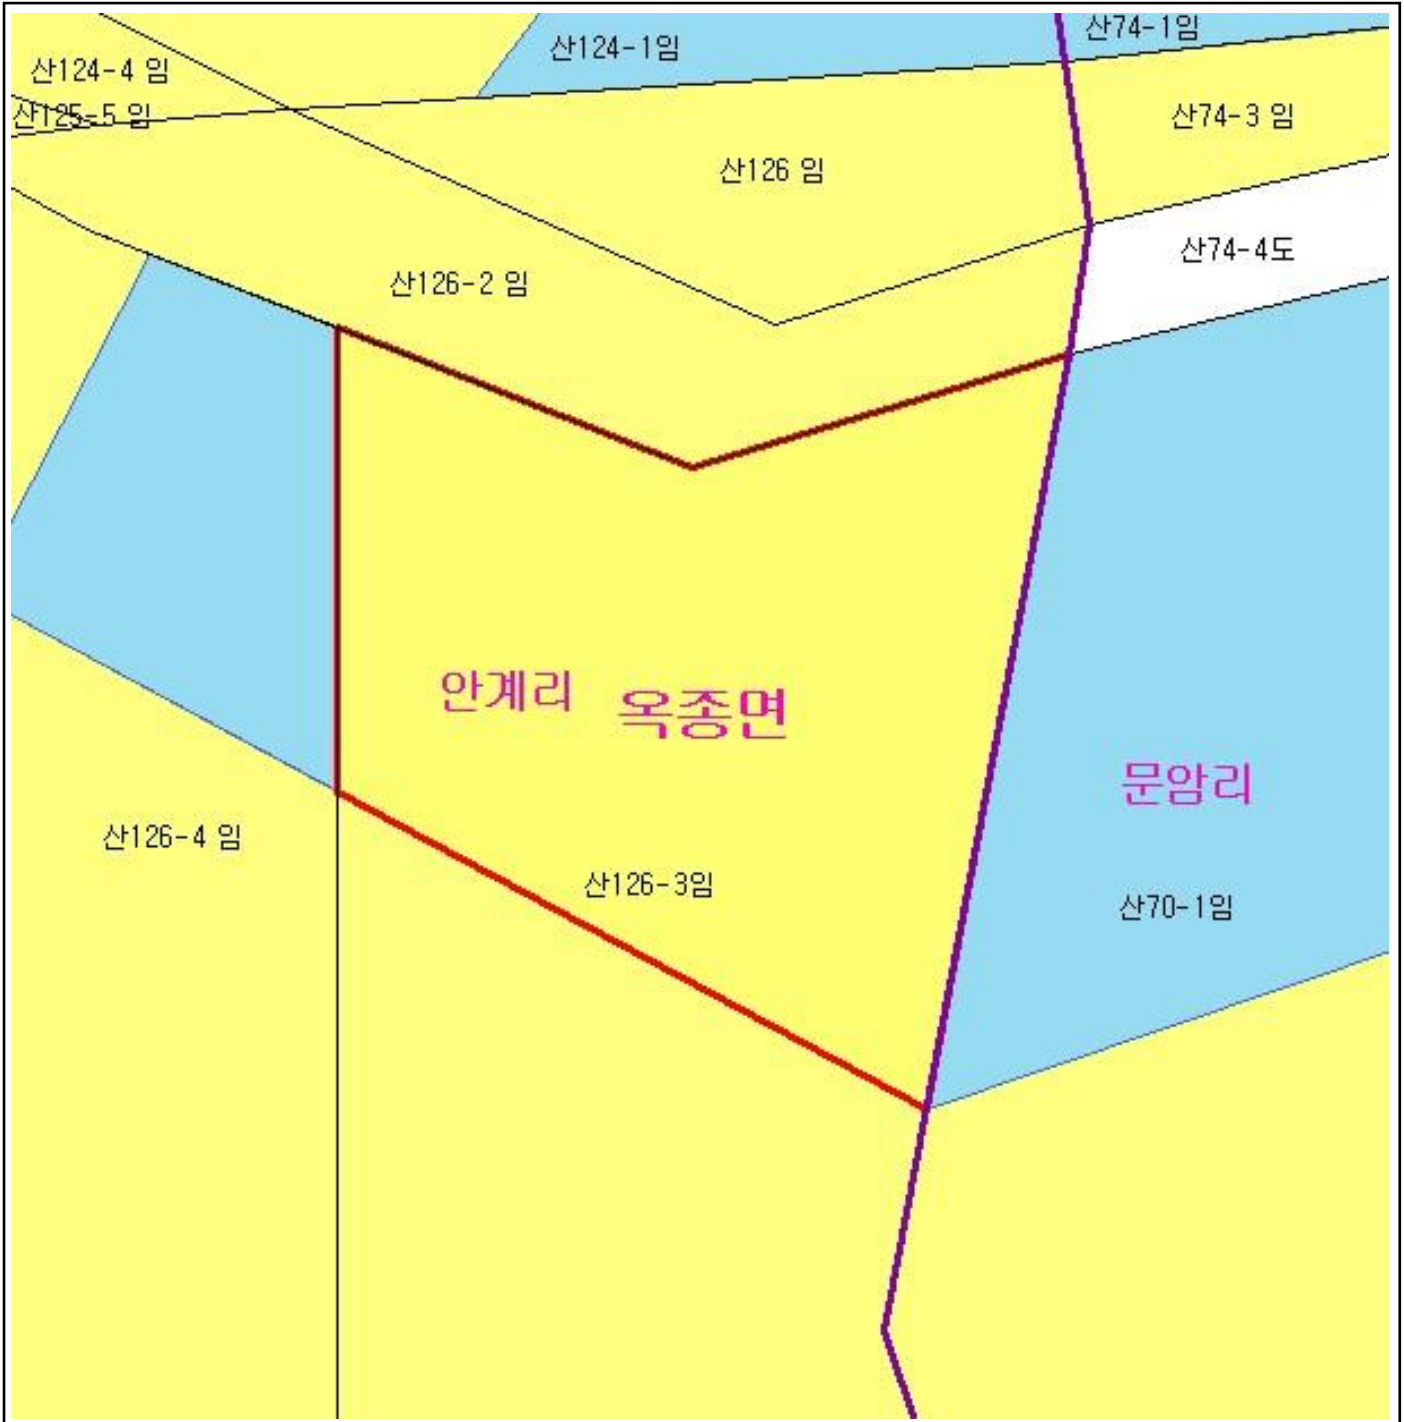 산74-1임
산124-1임
산124-4 임
산125-5 임
산74-3 임
산126 임
산74-4도
산126-2 임
안계리 옥종면
문암리
산126-4 임
산126-3임
산70-1임